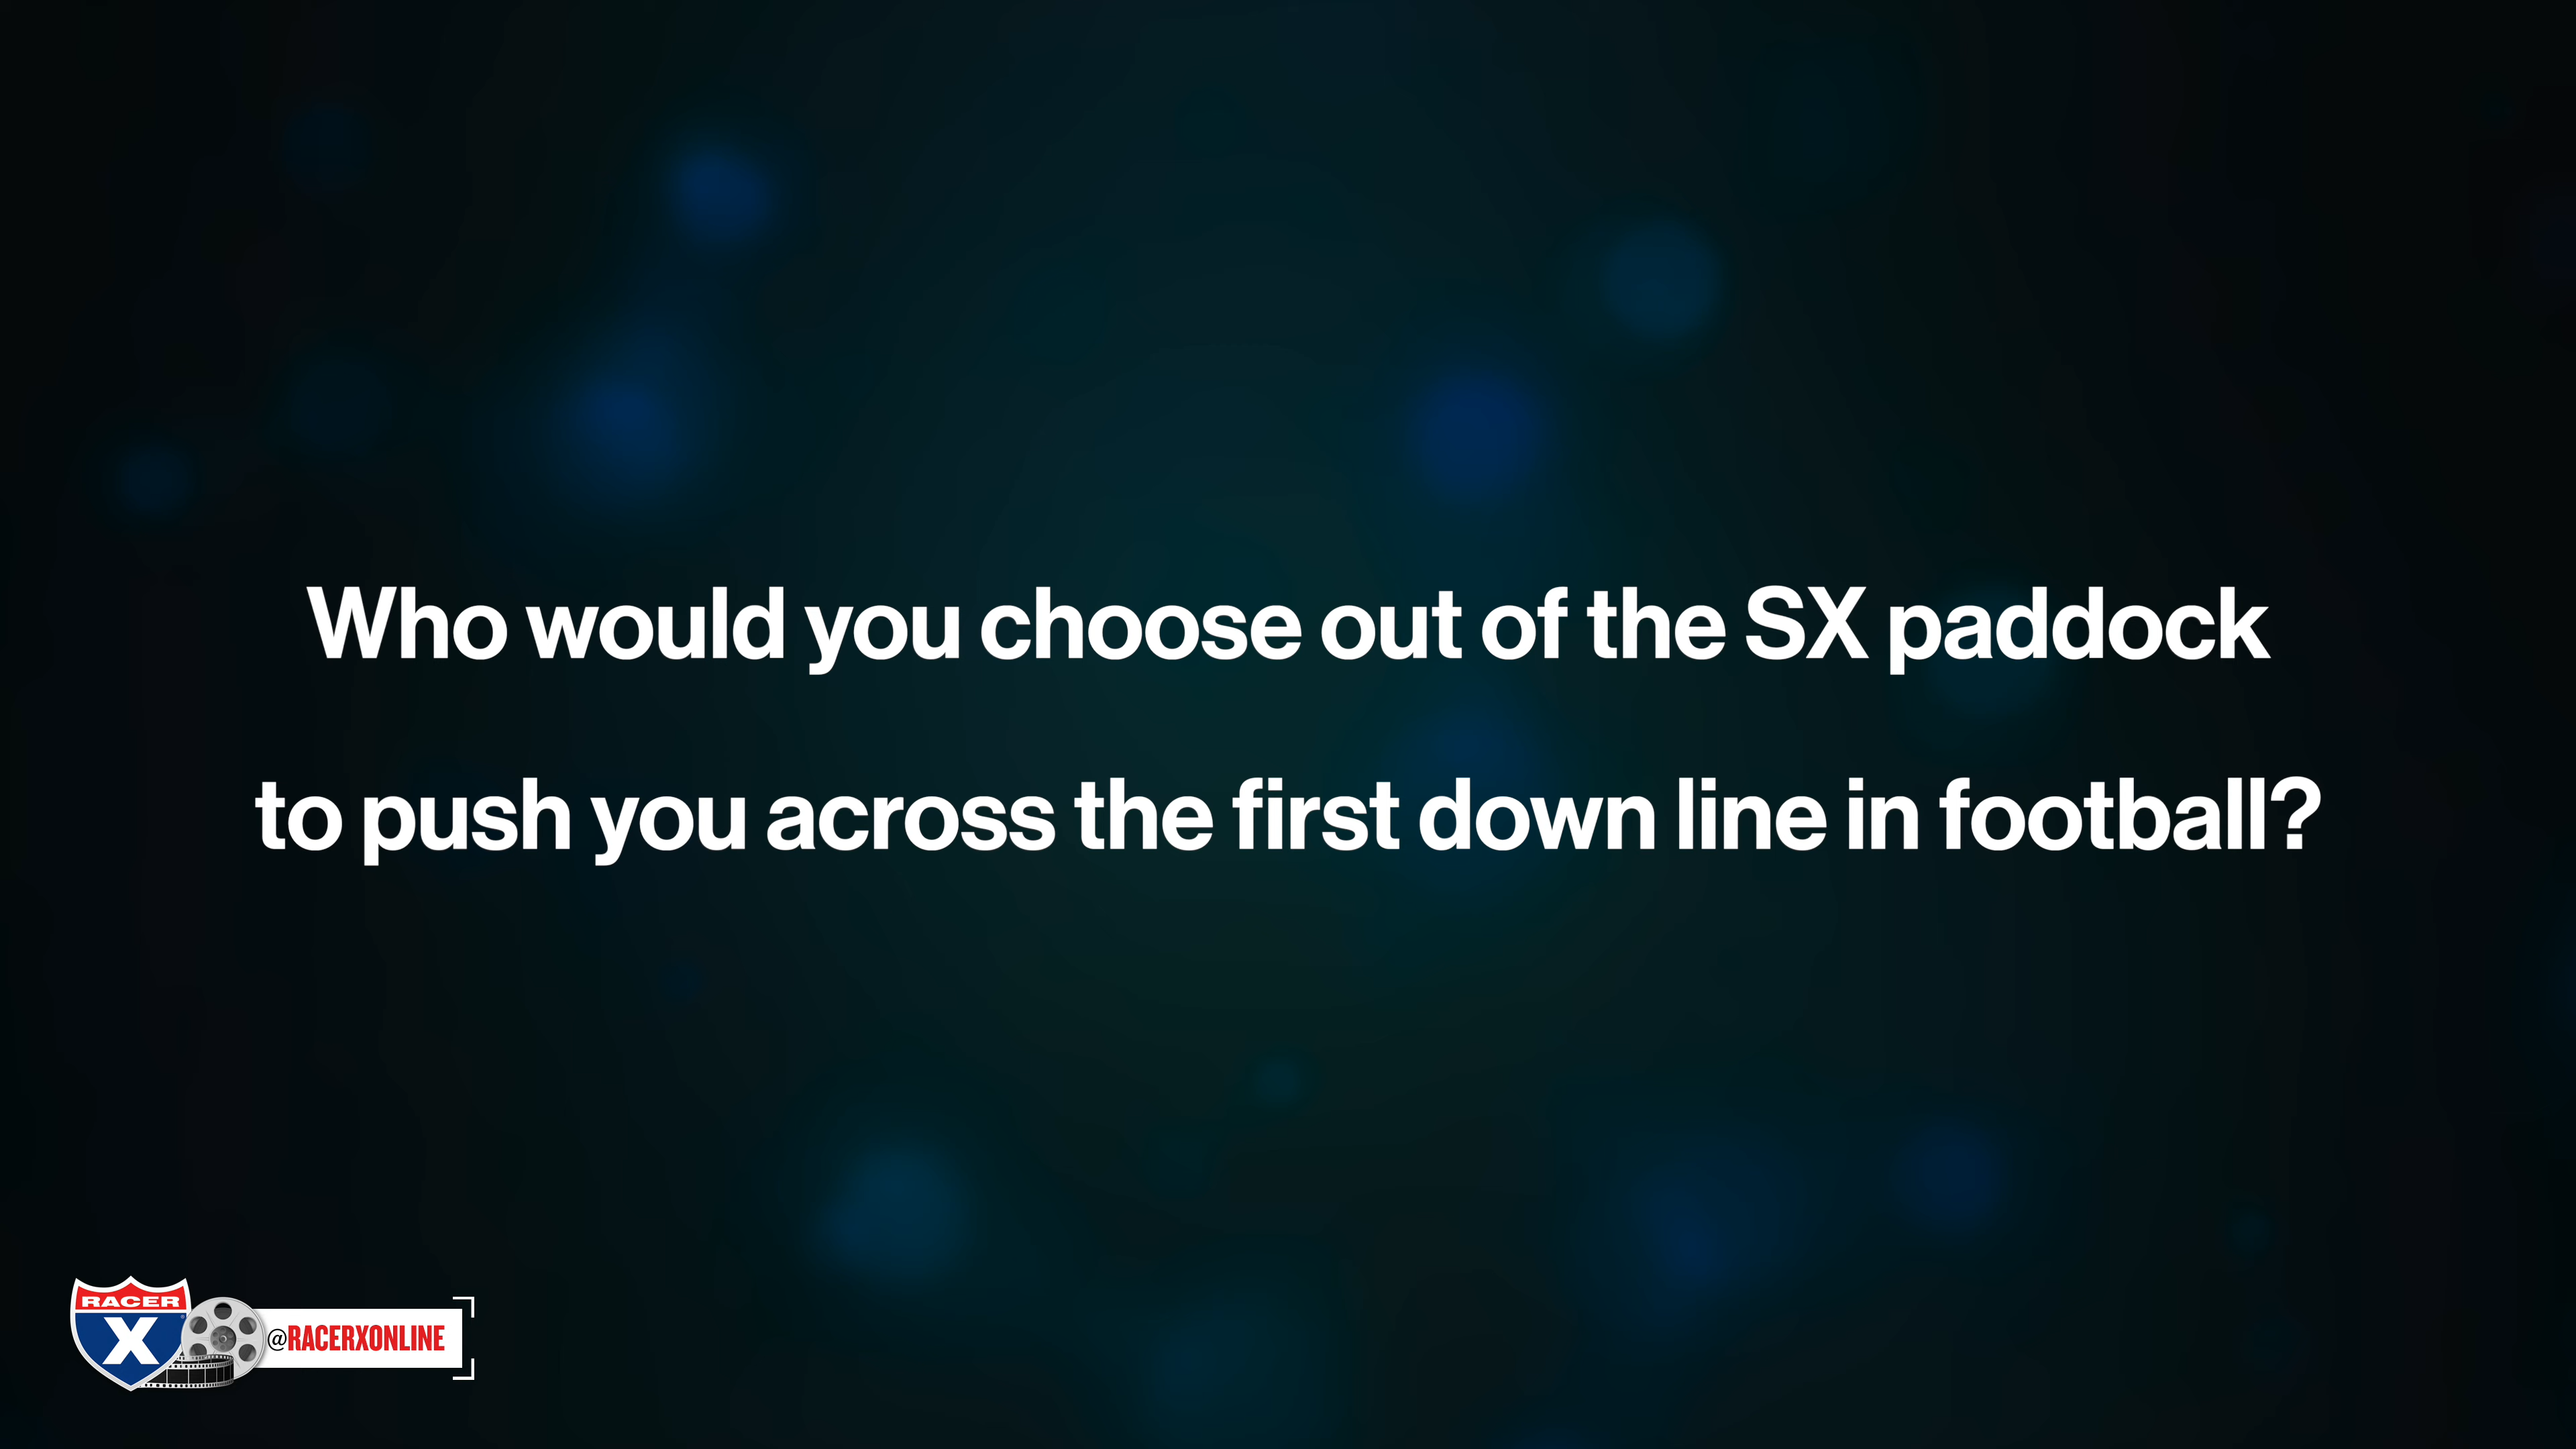 Who would you choose out of the SX paddock
to push you across the first down line in football?
RACER
X
@RACERXONLINE